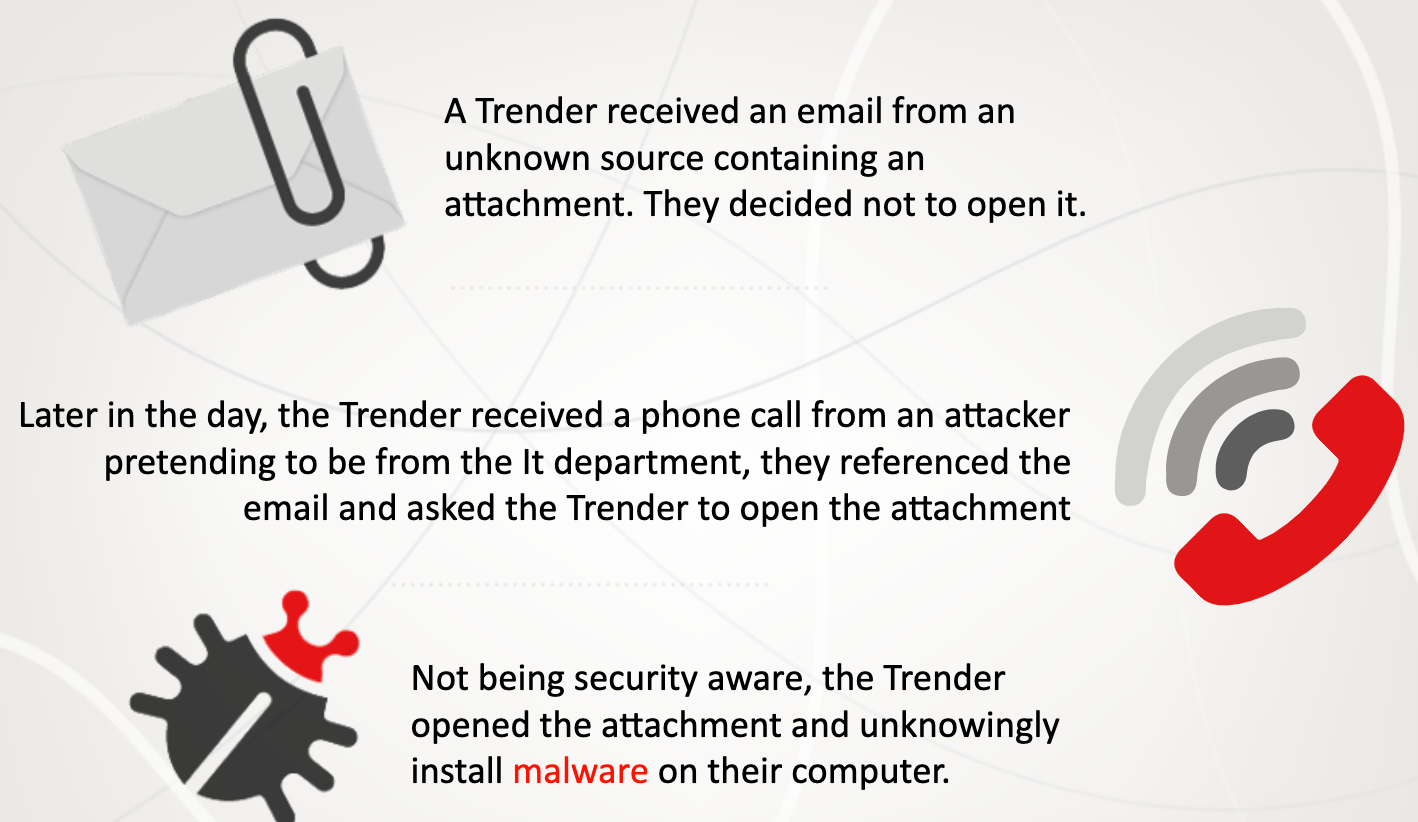 A Trender received an email from an
unknown source containing an
attachment. They decided not to open it.
Later in the day, the Trender received a phone call from an attacker
pretending to be from the It department, they referenced the
email and asked the Trender to open the attachment
Not being security aware, the Trender
opened the attachment and unknowingly
install malware on their computer.